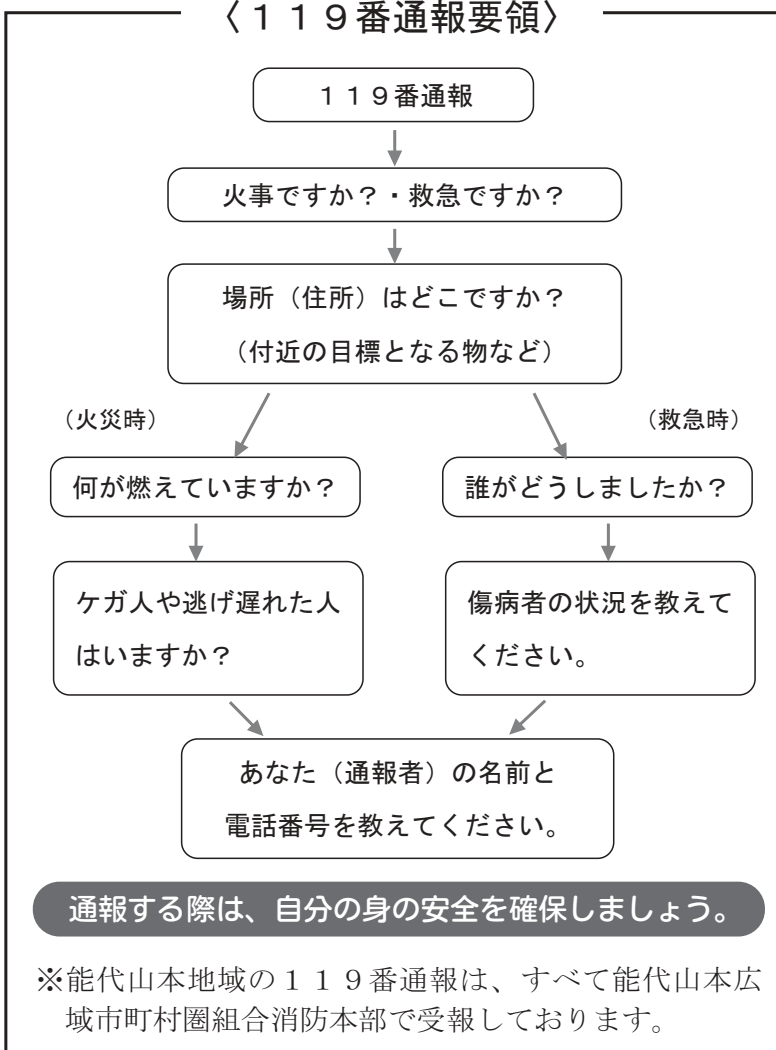 〈１１９番通報要領〉
１１９番通報
火事ですか？・救急ですか？
場所（住所）はどこですか？
（付近の目標となる物など）
（火災時）
（救急時）
何が燃えていますか？
誰がどうしましたか？
ケガ人や逃げ遅れた人
はいますか？
傷病者の状況を教えて
ください。
あなた（通報者）の名前と
電話番号を教えてください。
通報する際は、自分の身の安全を確保しましょう。
※能代山本地域の１１９番通報は、すべて能代山本広
域市町村圏組合消防本部で受報しております。